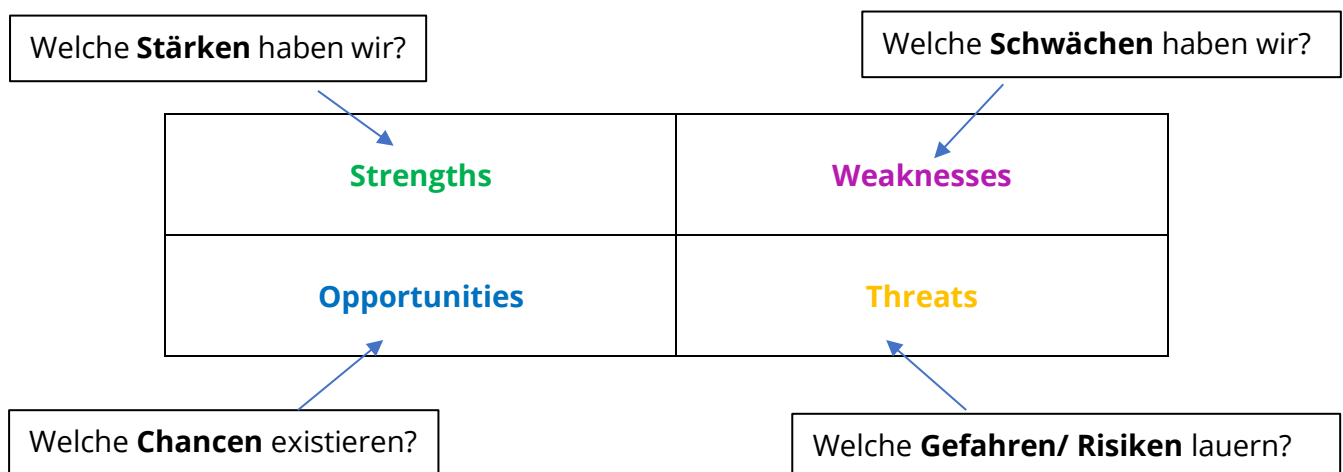 Welche Stärken haben wir?
Welche Schwächen haben wir?
Strengths
Weaknesses
Opportunities
Threats
Welche Chancen existieren?
Welche Gefahren/ Risiken lauern?